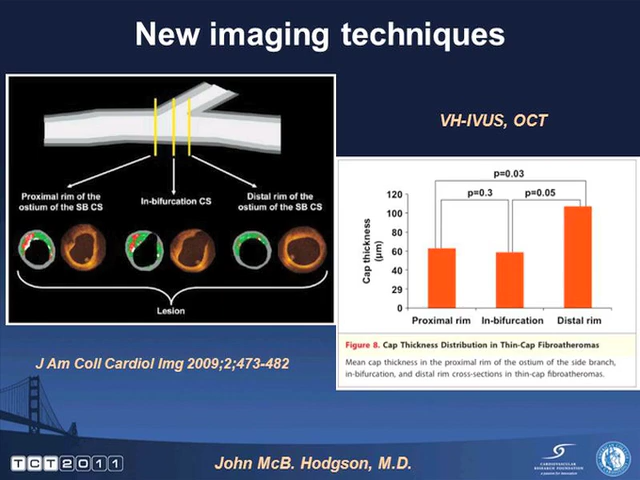 New imaging techniques
Proximal rim of the
ostium of the SB CS
In-bifurcation CS
Distal rim of the
ostium of the SB CS
Lesion
VH-IVUS, OCT
p=0.03
p=0.3
p=0.05
Cap thickness
(μm)
120
100
80
60
40
29
0
Proximal rim
In-bifurcation
Distal rim
Figure 8. Cap Thickness Distribution in Thin-Cap Fibroatheromas
Mean cap thickness in the proximal rim of the ostium of the side branch,
in-bifurcation, and distal rim cross-sections in thin-cap fibroatheromas.
J Am Coll Cardiol Img 2009;2;473-482
TCT2011
John McB. Hodgson, M.D.
CARDIOVASCULAR
RESEARCH FOUNDATION